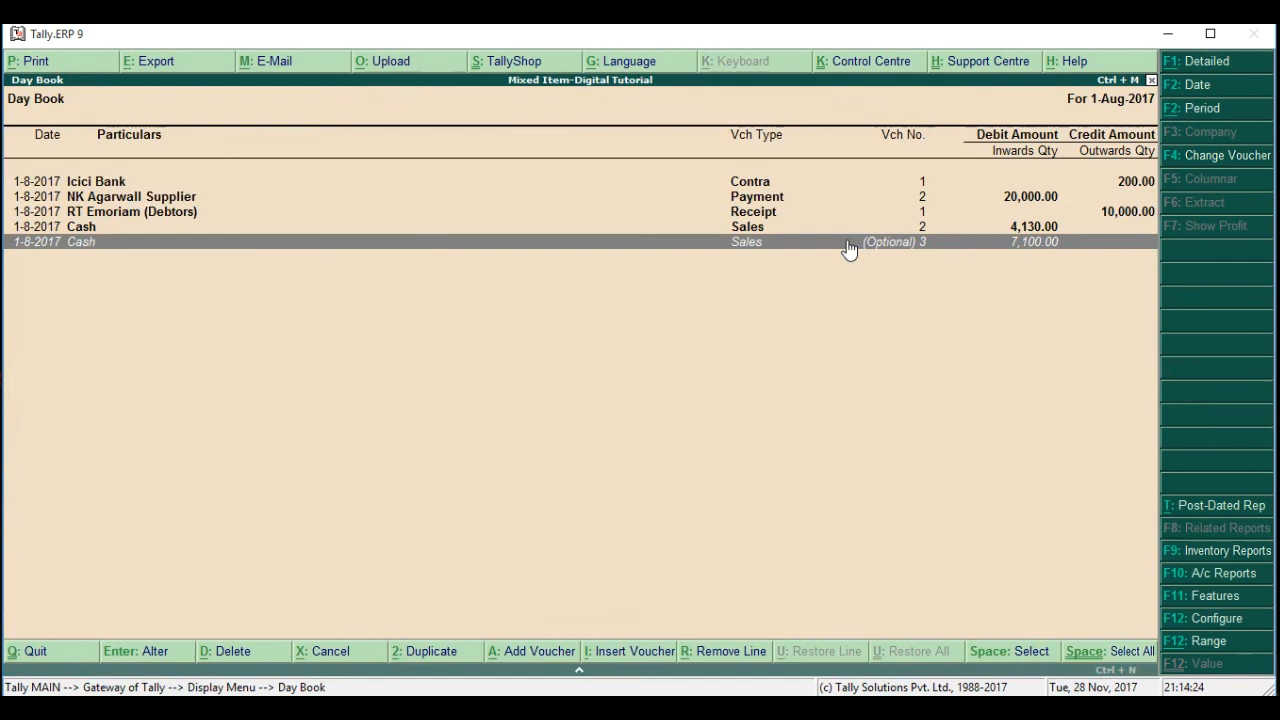 Tally.ERP 9
P: Print E: Export M: E-Mail O: Upload S: TallyShop G: Language K: Keyboard K: Control Centre H: Support Centre H: Help
Day Book Mixed Item-Digital Tutorial Ctrl + M
Day Book For 1-Aug-2017
Date Particulars Vch Type Vch No. Debit Amount Credit Amount
Inwards Qty Outwards Qty
1-8-2017 Icici Bank Contra 1 200.00
1-8-2017 NK Agarwall Supplier Payment 2 20,000.00
1-8-2017 RT Emoriam (Debtors) Receipt 1 10,000.00
1-8-2017 Cash Sales 2 4,130.00
1-8-2017 Cash Sales (Optional) 3 7,100.00
F1: Detailed
F2: Date
F2: Period
F3: Company
F4: Change Voucher
F5: Columnar
F6: Extract
F7: Show Profit
T: Post-Dated Rep
F8: Related Reports
F9: Inventory Reports
F10: A/c Reports
F11: Features
F12: Configure
F12: Range
F12: Value
Q: Quit Enter: Alter D: Delete X: Cancel 2: Duplicate A: Add Voucher I: Insert Voucher R: Remove Line U: Restore Line U: Restore All Space: Select Space: Select All
Ctrl + N
Tally MAIN --> Gateway of Tally --> Display Menu --> Day Book (c) Tally Solutions Pvt. Ltd., 1988-2017 Tue, 28 Nov, 2017 21:14:24